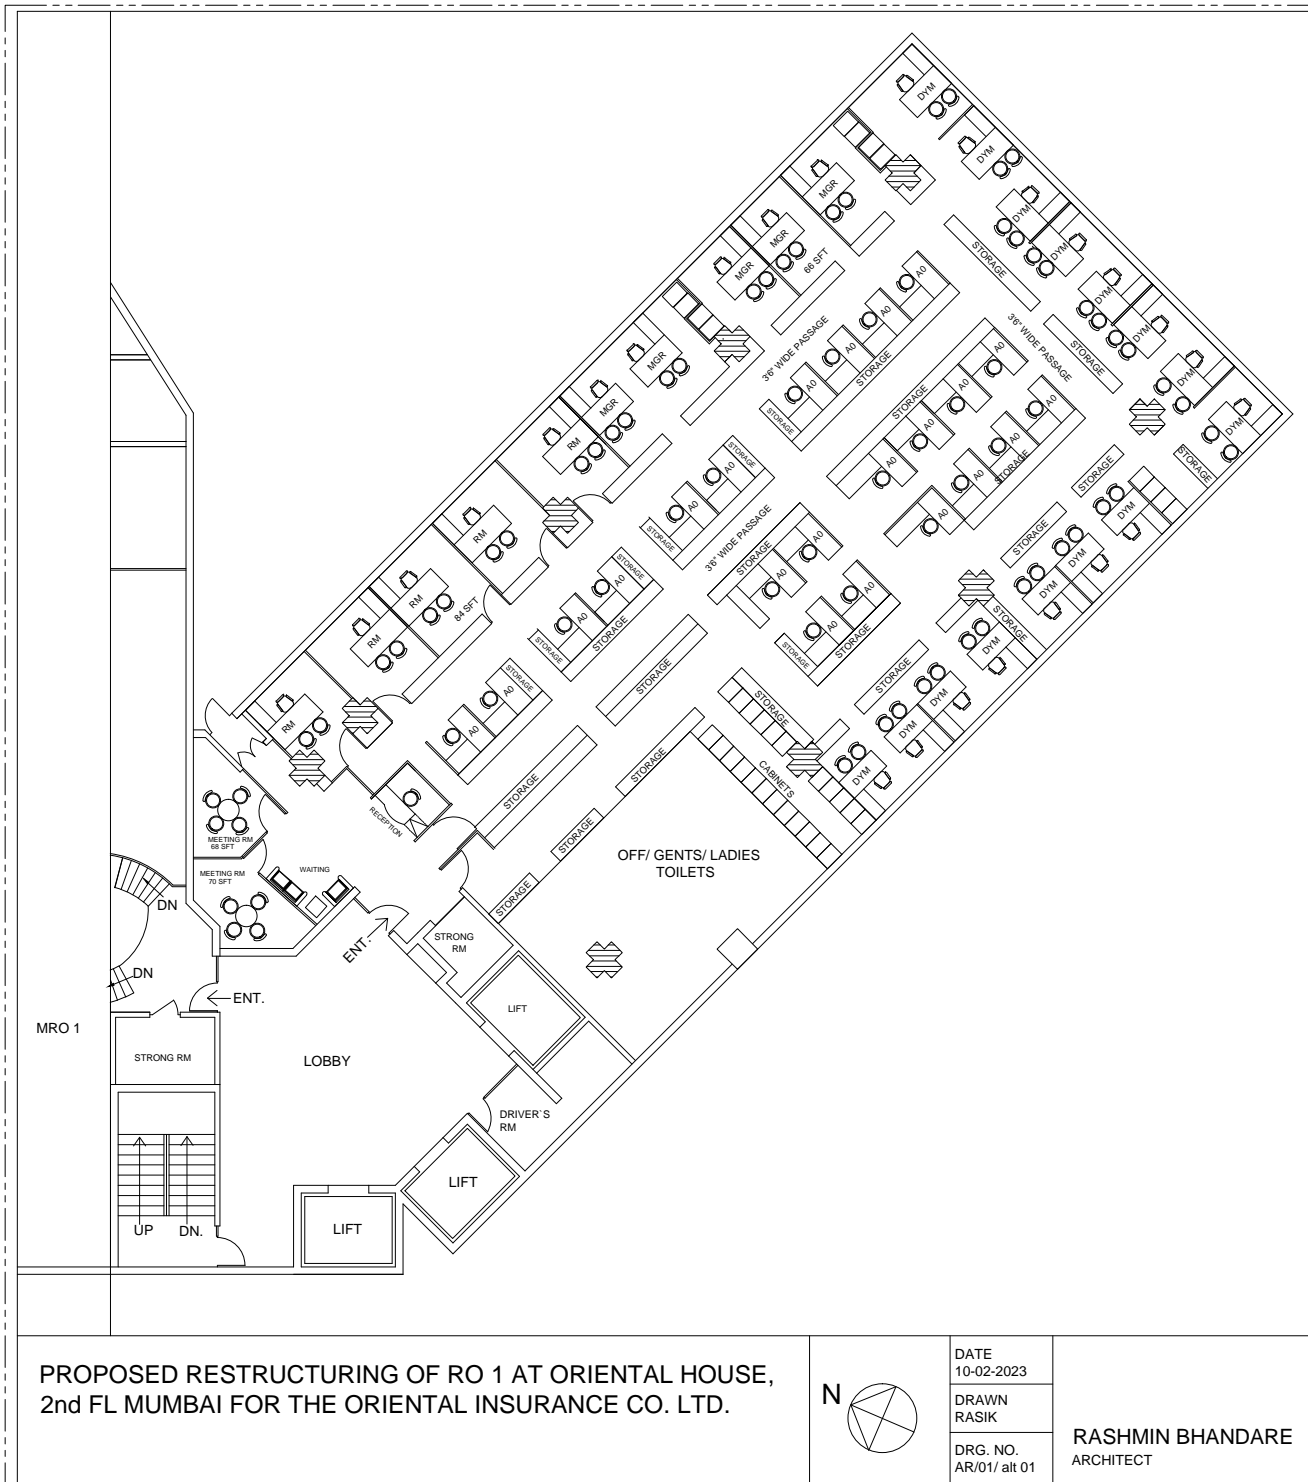 DYM
DYM
DYM
DYM
DYM
DYM
DYM
DYM
MGR
MGR
MGR
66 SFT
MGR
MGR
RM
RM
RM
84 SFT
RM
RM
STORAGE
3'6" WIDE PASSAGE
STORAGE
3'6" WIDE PASSAGE
A0
A0
A0
A0
STORAGE
STORAGE
A0
A0
A0
A0
STORAGE
A0
A0
A0
A0
STORAGE
STORAGE
A0
A0
STORAGE
3'6" WIDE PASSAGE
STORAGE
A0
A0
A0
A0
STORAGE
STORAGE
STORAGE
A0
A0
STORAGE
STORAGE
STORAGE
A0
A0
STORAGE
STORAGE
STORAGE
STORAGE
STORAGE
STORAGE
DYM
DYM
DYM
STORAGE
DYM
STORAGE
DYM
DYM
DYM
STORAGE
CABINETS
STORAGE
STORAGE
STORAGE
RECEPTION
MEETING RM
68 SFT
MEETING RM
70 SFT
WAITING
OFF/ GENTS/ LADIES
TOILETS
DN
DN
ENT.
ENT.
STRONG
RM
LIFT
MRO 1
STRONG RM
LOBBY
DRIVER`S
RM
LIFT
LIFT
UP
DN.
PROPOSED RESTRUCTURING OF RO 1 AT ORIENTAL HOUSE,
2nd FL MUMBAI FOR THE ORIENTAL INSURANCE CO. LTD.
N
DATE
10-02-2023
DRAWN
RASIK
DRG. NO.
AR/01/ alt 01
RASHMIN BHANDARE
ARCHITECT